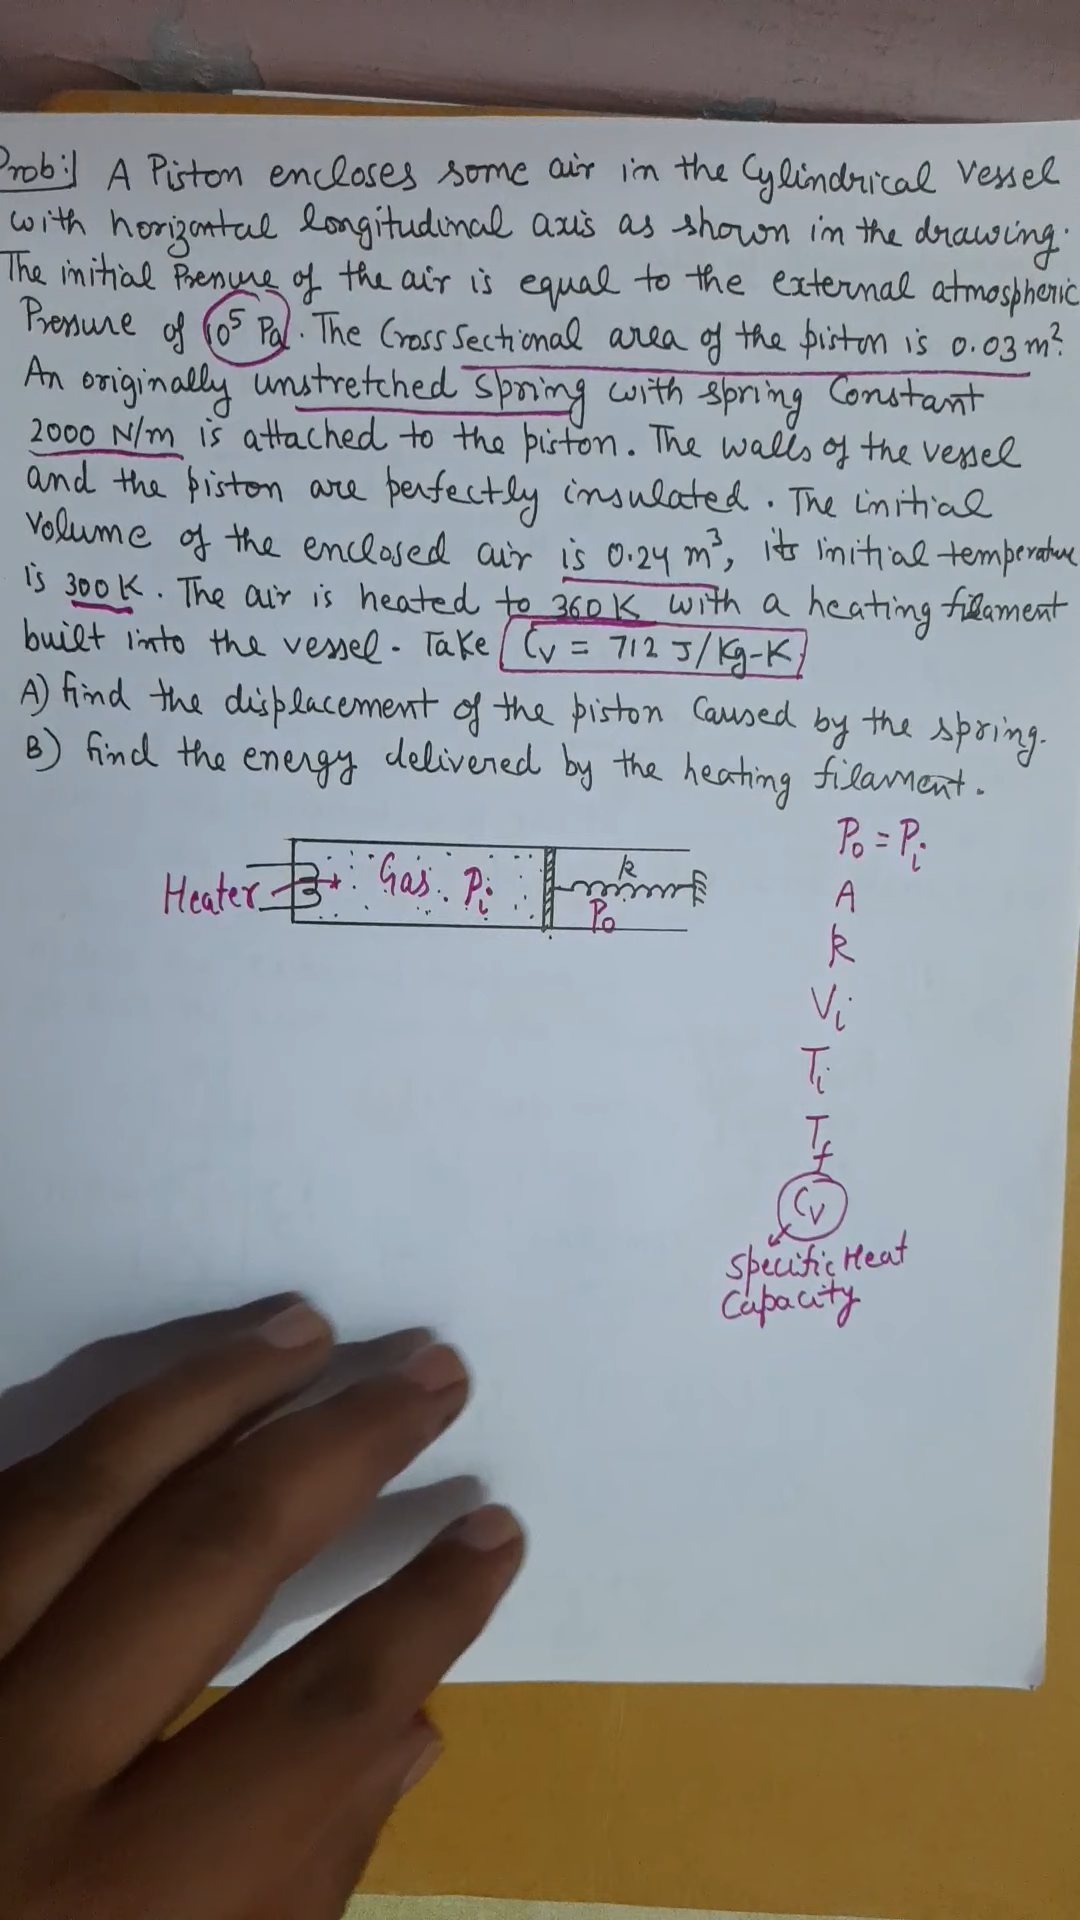 Prob:] A Piston encloses some air in the Cylindrical Vessel
with horizontal longitudinal axis as shown in the drawing.
The initial Pressure of the air is equal to the external atmospheric
Pressure of 10⁵ Pa. The Cross Sectional area of the piston is 0.03 m².
An originally unstretched spring with spring Constant
2000 N/m is attached to the piston. The walls of the vessel
and the piston are perfectly insulated. The initial
Volume of the enclosed air is 0.24 m³, its initial temperature
is 300 K. The air is heated to 360 K with a heating filament
built into the vessel. Take Cv = 712 J/Kg-K
A) find the displacement of the piston Caused by the spring.
B) find the energy delivered by the heating filament.
P₀ = Pᵢ
Heater Gas Pᵢ k
P₀
A
k
Vᵢ
Tᵢ
T_f
Cv
Specific Heat
Capacity